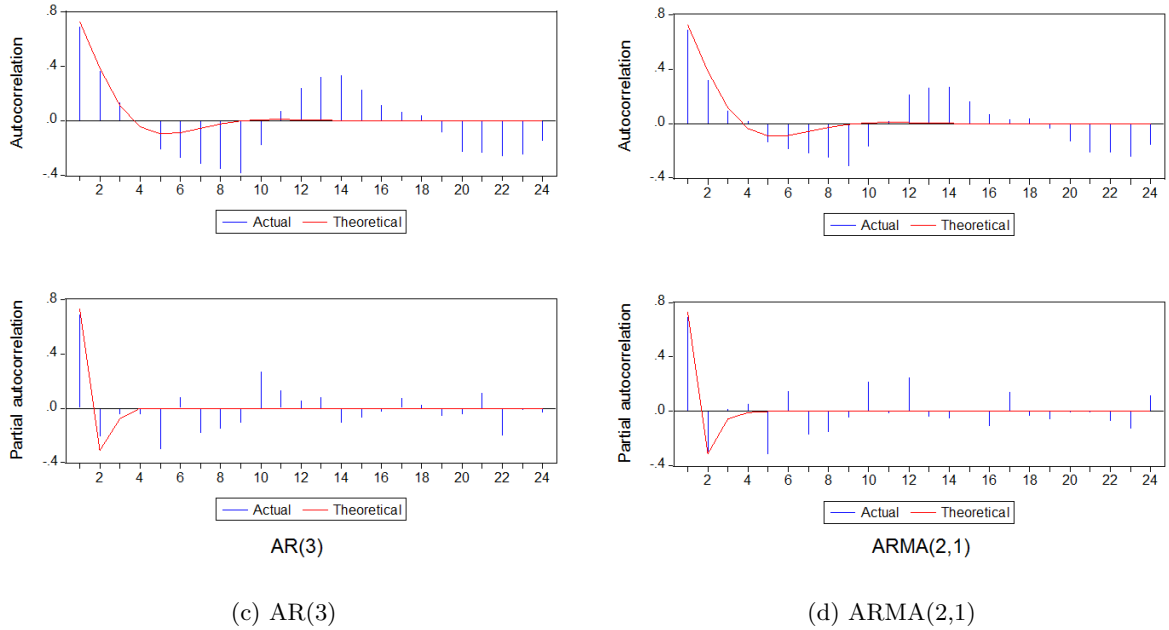 .8
.4
.0
-.4
Autocorrelation
2 4 6 8 10 12 14 16 18 20 22 24
Actual Theoretical
.8
.4
.0
-.4
Partial autocorrelation
2 4 6 8 10 12 14 16 18 20 22 24
Actual Theoretical
AR(3)
(c) AR(3)
.8
.4
.0
-.4
Autocorrelation
2 4 6 8 10 12 14 16 18 20 22 24
Actual Theoretical
.8
.4
.0
-.4
Partial autocorrelation
2 4 6 8 10 12 14 16 18 20 22 24
Actual Theoretical
ARMA(2,1)
(d) ARMA(2,1)